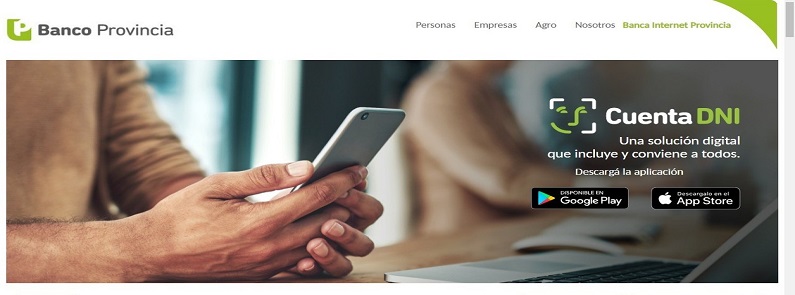 Banco Provincia
Personas Empresas Agro Nosotros Banca Internet Provincia
Cuenta DNI
Una solución digital
que incluye y conviene a todos.
Descargá la aplicación
DISPONIBLE EN
Google Play
Descargalo en el
App Store